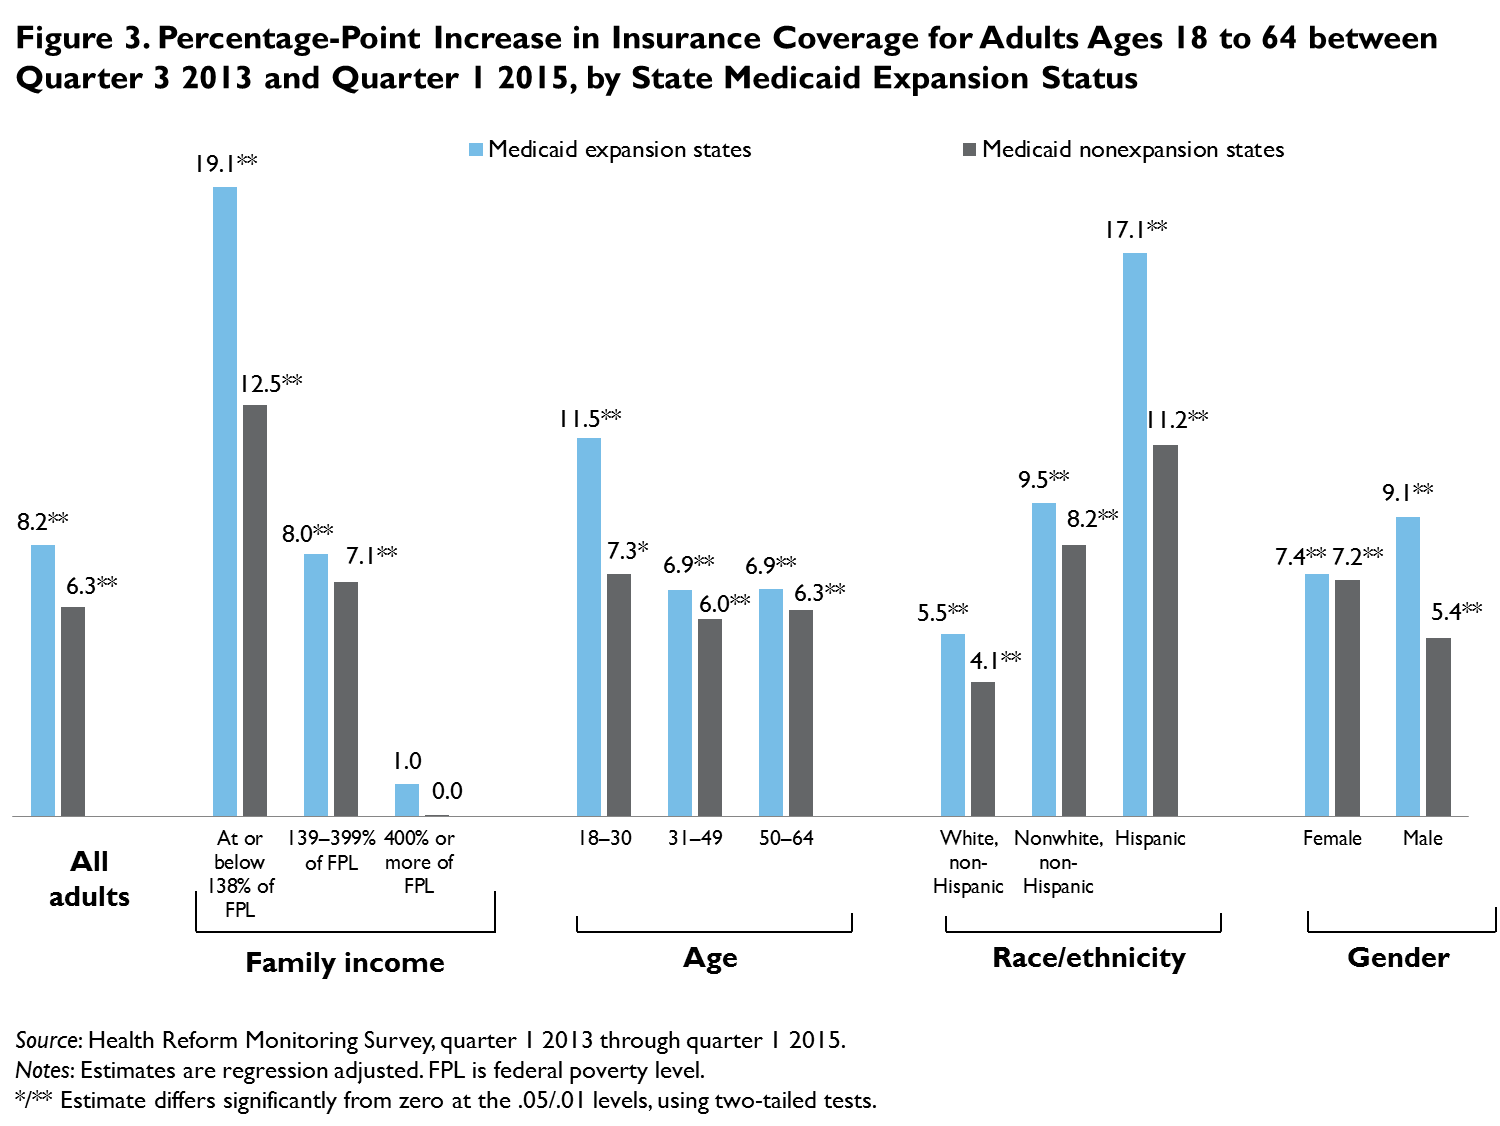 Figure 3. Percentage-Point Increase in Insurance Coverage for Adults Ages 18 to 64 between
Quarter 3 2013 and Quarter 1 2015, by State Medicaid Expansion Status
Medicaid expansion states
Medicaid nonexpansion states
8.2**
6.3**
19.1**
12.5**
8.0**
7.1**
1.0
0.0
11.5**
7.3*
6.9**
6.0**
6.9**
6.3**
5.5**
4.1**
9.5**
8.2**
17.1**
11.2**
7.4**
7.2**
9.1**
5.4**
All
adults
At or
below
138% of
FPL
139–399%
of FPL
400% or
more of
FPL
Family income
18–30
31–49
50–64
Age
White,
non-
Hispanic
Nonwhite,
non-
Hispanic
Hispanic
Race/ethnicity
Female
Male
Gender
Source: Health Reform Monitoring Survey, quarter 1 2013 through quarter 1 2015.
Notes: Estimates are regression adjusted. FPL is federal poverty level.
*/** Estimate differs significantly from zero at the .05/.01 levels, using two-tailed tests.